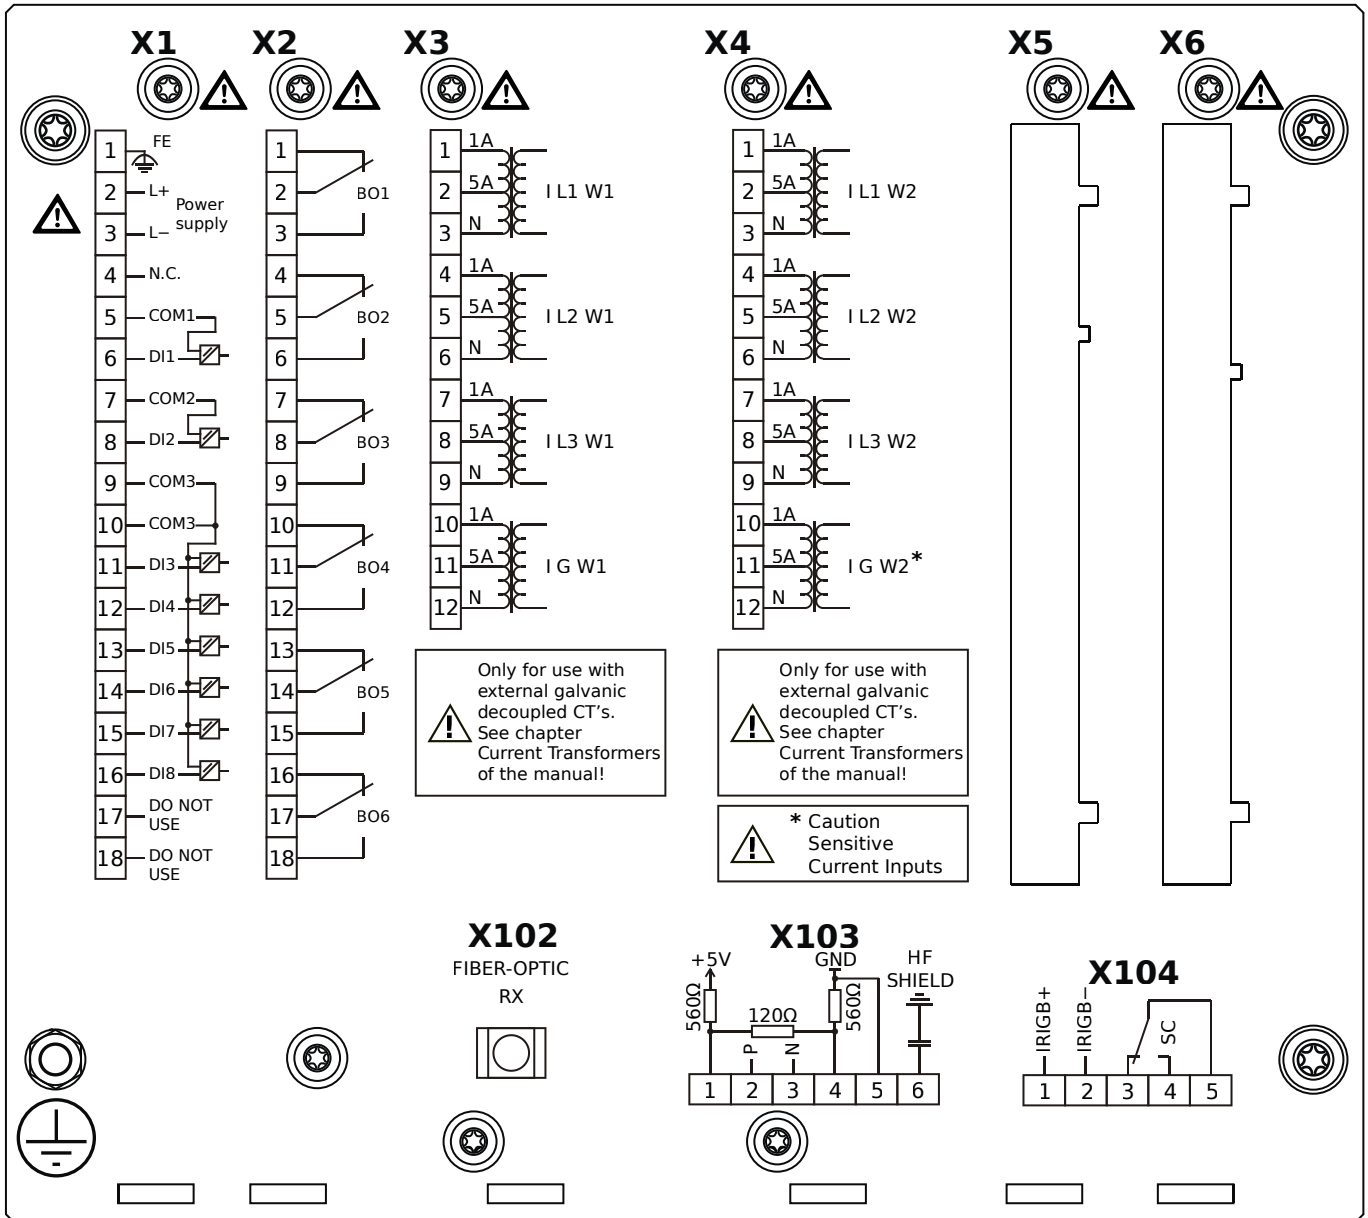 X1 X2 X3 X4 X5 X6
1 FE
2 L+
Power
supply
3 L−
4 N.C.
5 COM1
6 DI1
7 COM2
8 DI2
9 COM3
10 COM3
11 DI3
12 DI4
13 DI5
14 DI6
15 DI7
16 DI8
17 DO NOT
USE
18 DO NOT
USE
1
2 BO1
3
4
5 BO2
6
7
8 BO3
9
10
11 BO4
12
13
14 BO5
15
16
17 BO6
18
1 1A
2 5A I L1 W1
3 N
4 1A
5 5A I L2 W1
6 N
7 1A
8 5A I L3 W1
9 N
10 1A
11 5A I G W1
12 N
Only for use with
external galvanic
decoupled CT's.
See chapter
Current Transformers
of the manual!
1 1A
2 5A I L1 W2
3 N
4 1A
5 5A I L2 W2
6 N
7 1A
8 5A I L3 W2
9 N
10 1A
11 5A I G W2*
12 N
Only for use with
external galvanic
decoupled CT's.
See chapter
Current Transformers
of the manual!
* Caution
Sensitive
Current Inputs
X102
FIBER-OPTIC
RX
X103
+5V GND HF
SHIELD
560Ω 120Ω 560Ω
P N
1 2 3 4 5 6
X104
IRIGB+ IRIGB− SC
1 2 3 4 5